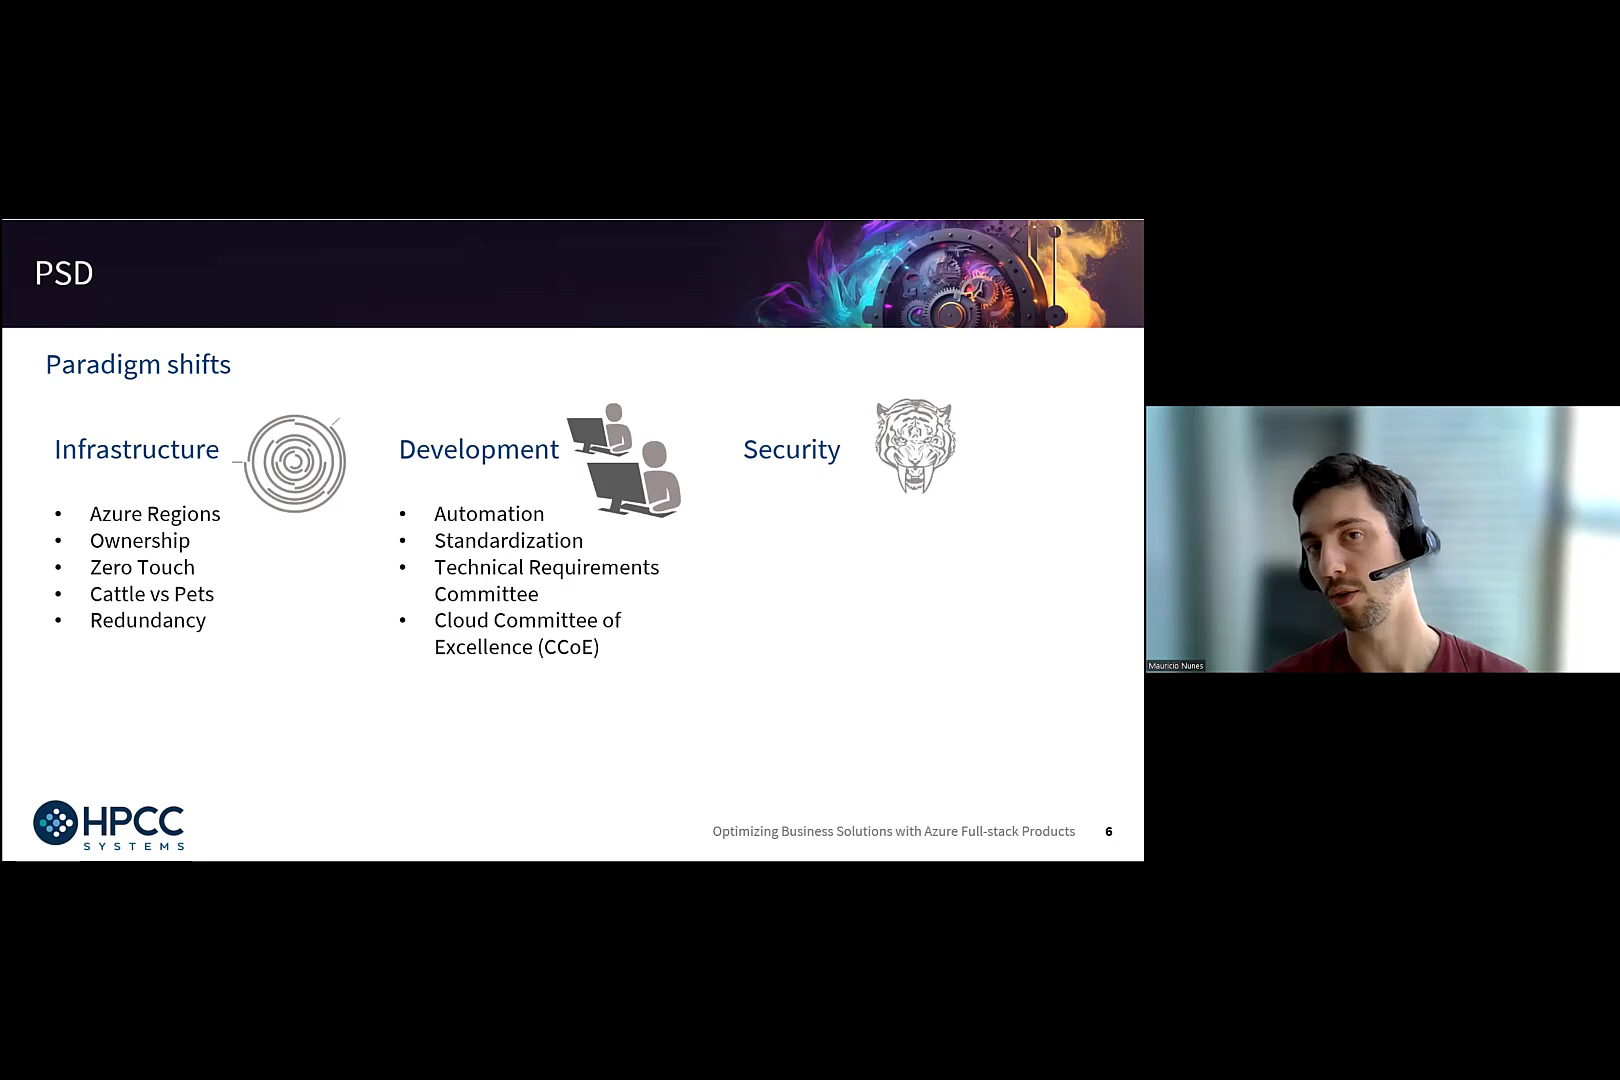 PSD
Paradigm shifts
Infrastructure
• Azure Regions
• Ownership
• Zero Touch
• Cattle vs Pets
• Redundancy
Development
• Automation
• Standardization
• Technical Requirements
Committee
• Cloud Committee of
Excellence (CCoE)
Security
Mauricio Nunes
HPCC
SYSTEMS
Optimizing Business Solutions with Azure Full-stack Products 6